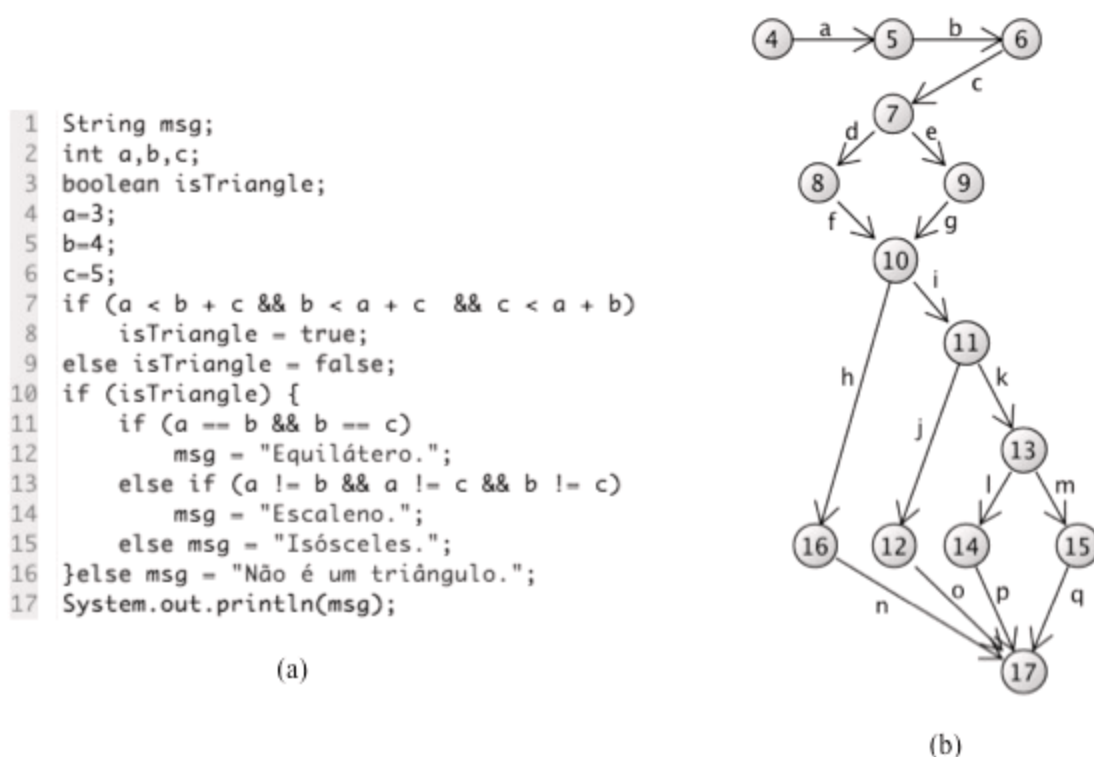 1 String msg;
2 int a,b,c;
3 boolean isTriangle;
4 a=3;
5 b=4;
6 c=5;
7 if (a < b + c && b < a + c  && c < a + b)
8     isTriangle = true;
9 else isTriangle = false;
10 if (isTriangle) {
11     if (a == b && b == c)
12         msg = "Equilátero.";
13     else if (a != b && a != c && b != c)
14         msg = "Escaleno.";
15     else msg = "Isósceles.";
16 }else msg = "Não é um triângulo.";
17 System.out.println(msg);
(a)
4 a 5 b 6
c
7
d e
8 9
f g
10
i
11
h k
j
13
l m
16 12 14 15
n o p q
17
(b)